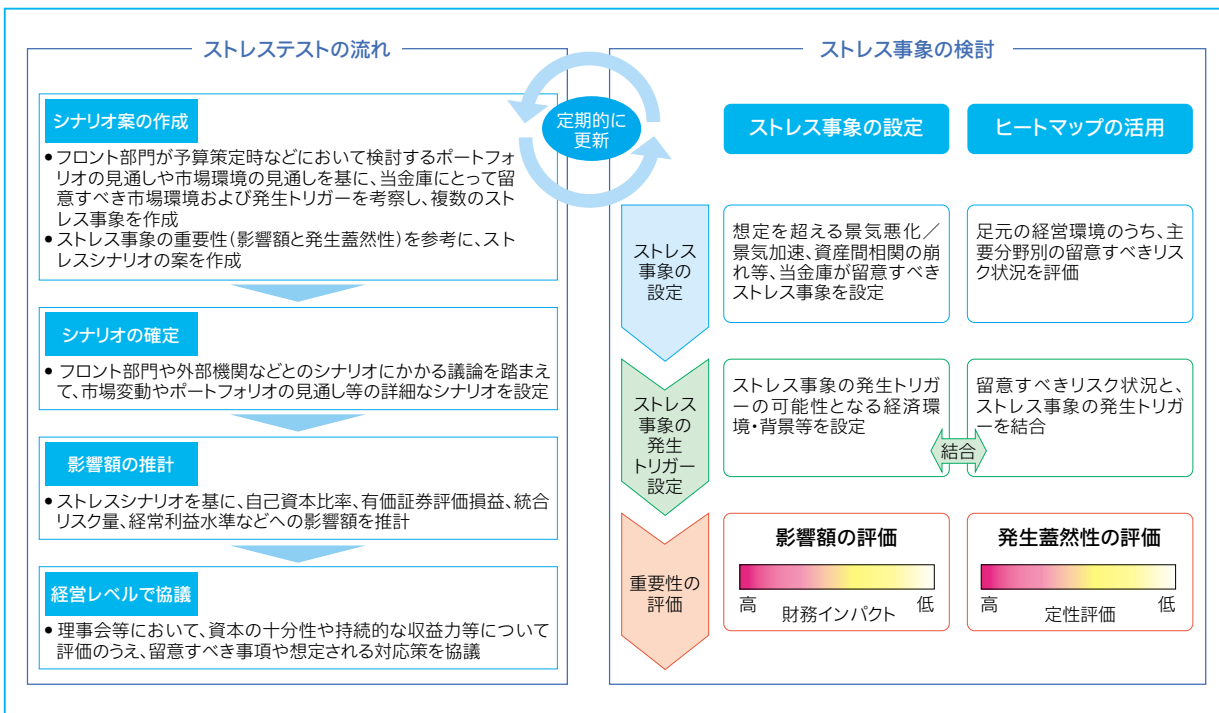 ストレステストの流れ
シナリオ案の作成
●フロント部門が予算策定時などにおいて検討するポートフォ
リオの見通しや市場環境の見通しを基に、当金庫にとって留
意すべき市場環境および発生トリガーを考察し、複数のスト
レス事象を作成
●ストレス事象の重要性(影響額と発生蓋然性)を参考に、スト
レスシナリオの案を作成
シナリオの確定
● フロント部門や外部機関などとのシナリオにかかる議論を踏まえ
て、市場変動やポートフォリオの見通し等の詳細なシナリオを設定
影響額の推計
●ストレスシナリオを基に、自己資本比率、有価証券評価損益、統合
リスク量、経常利益水準などへの影響額を推計
経営レベルで協議
● 理事会等において、資本の十分性や持続的な収益力等について
評価のうえ、留意すべき事項や想定される対応策を協議
定期的に
更新
ストレス事象の検討
ストレス事象の設定
ヒートマップの活用
ストレス
事象の
設定
想定を超える景気悪化／
景気加速、資産間相関の崩
れ等、当金庫が留意すべき
ストレス事象を設定
足元の経営環境のうち、主
要分野別の留意すべきリス
ク状況を評価
ストレス
事象の
発生
トリガー
設定
ストレス事象の発生トリガ
ーの可能性となる経済環
境・背景等を設定
結合
留意すべきリスク状況と、
ストレス事象の発生トリガ
ーを結合
重要性の
評価
影響額の評価
高
低
財務インパクト
発生蓋然性の評価
高
低
定性評価